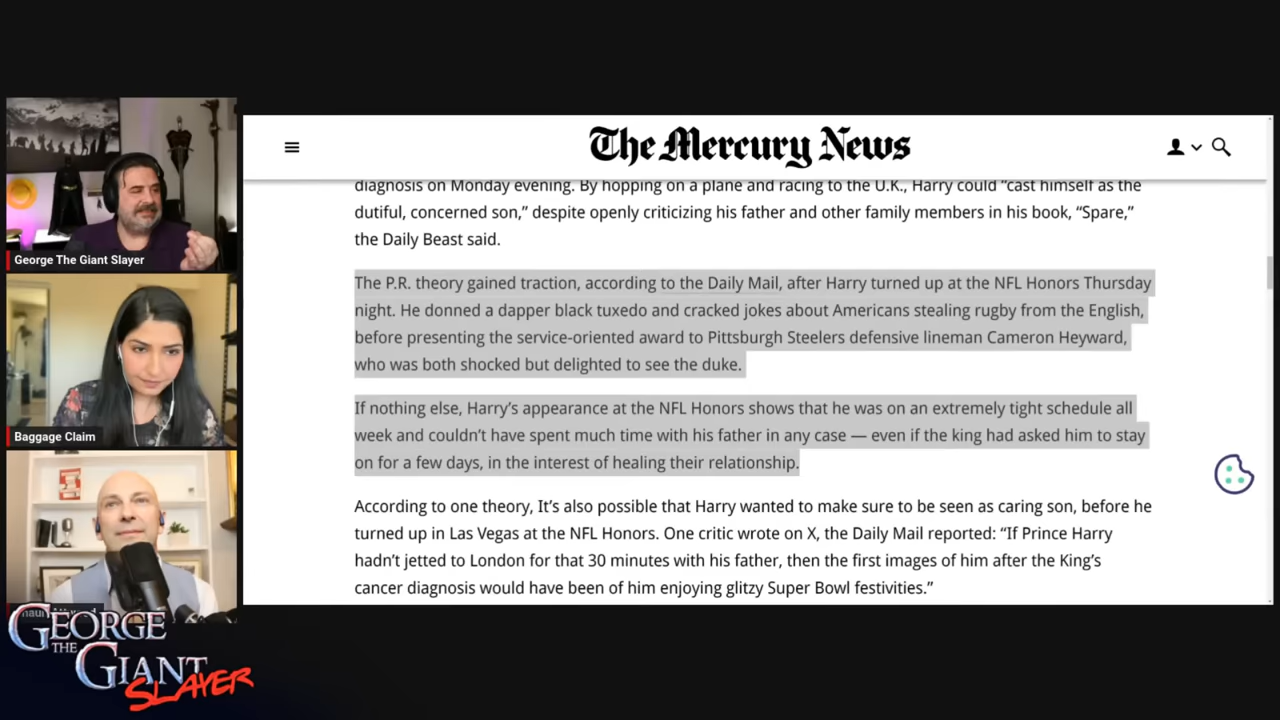 George The Giant Slayer
Baggage Claim
GEORGE
THE
GIANT
SLAYER
The Mercury News
diagnosis on Monday evening. By hopping on a plane and racing to the U.K., Harry could “cast himself as the
dutiful, concerned son,” despite openly criticizing his father and other family members in his book, “Spare,”
the Daily Beast said.
The P.R. theory gained traction, according to the Daily Mail, after Harry turned up at the NFL Honors Thursday
night. He donned a dapper black tuxedo and cracked jokes about Americans stealing rugby from the English,
before presenting the service-oriented award to Pittsburgh Steelers defensive lineman Cameron Heyward,
who was both shocked but delighted to see the duke.
If nothing else, Harry’s appearance at the NFL Honors shows that he was on an extremely tight schedule all
week and couldn’t have spent much time with his father in any case — even if the king had asked him to stay
on for a few days, in the interest of healing their relationship.
According to one theory, It’s also possible that Harry wanted to make sure to be seen as caring son, before he
turned up in Las Vegas at the NFL Honors. One critic wrote on X, the Daily Mail reported: “If Prince Harry
hadn’t jetted to London for that 30 minutes with his father, then the first images of him after the King’s
cancer diagnosis would have been of him enjoying glitzy Super Bowl festivities.”